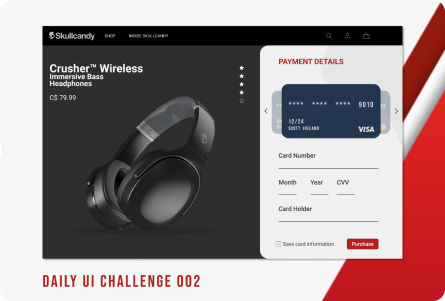 Skullcandy SHOP INSIDE SKULLCANDY
Crusher™ Wireless
Immersive Bass
Headphones
C$ 79.99
PAYMENT DETAILS
**** **** **** 9010
12/24
SCOTT IRELAND
VISA
Card Number
Month Year CVV
Card Holder
Save card information Purchase
DAILY UI CHALLENGE 002